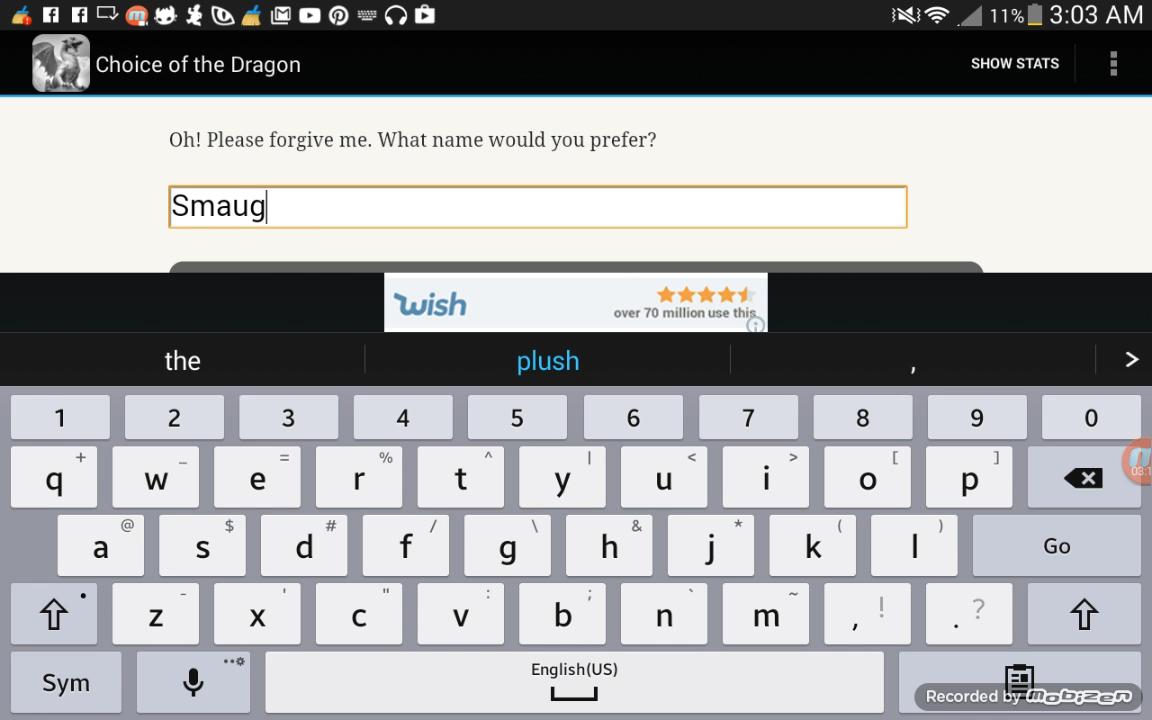 11% 3:03 AM
Choice of the Dragon SHOW STATS
Oh! Please forgive me. What name would you prefer?
Smaug
wish over 70 million use this
the plush ,
1 2 3 4 5 6 7 8 9 0
+ _ = % ^ | < > [ ]
q w e r t y u i o p
@ $ # / \ & * ( )
a s d f g h j k l Go
- ' " : ; ` ~ ! ?
z x c v b n m , .
Sym English(US)
Recorded by mobizen